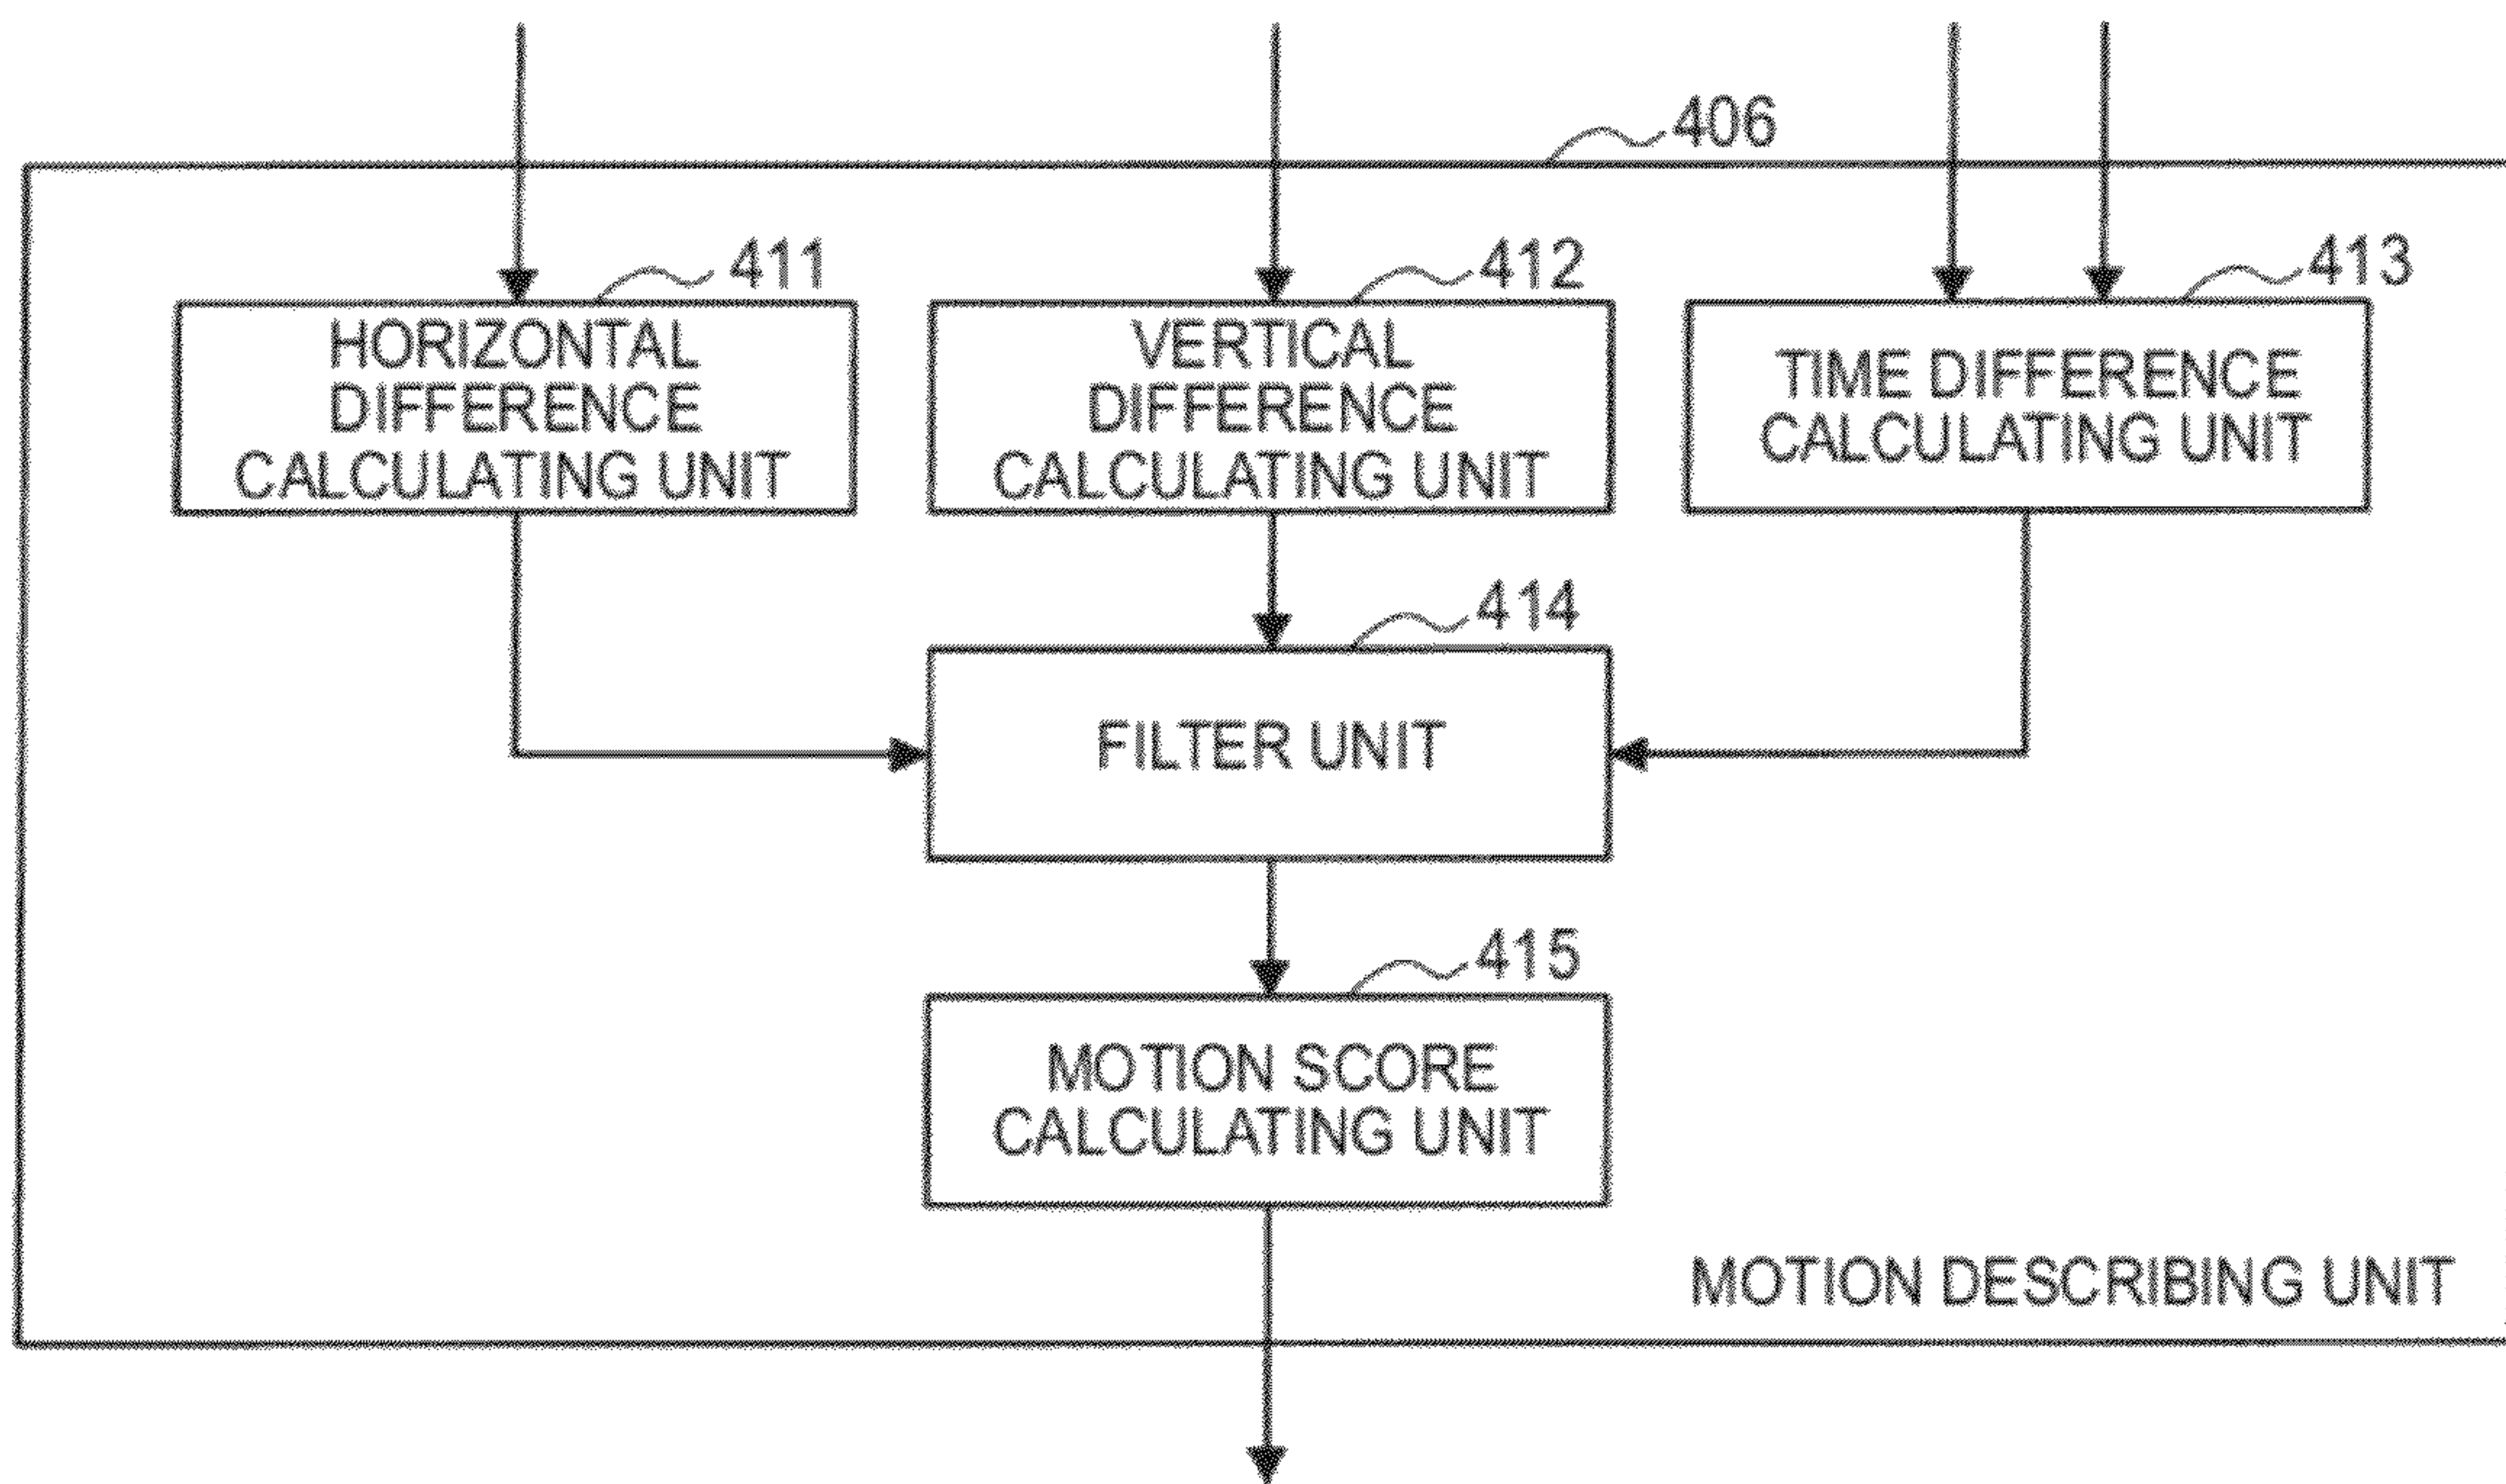 406
411
HORIZONTAL
DIFFERENCE
CALCULATING UNIT
412
VERTICAL
DIFFERENCE
CALCULATING UNIT
413
TIME DIFFERENCE
CALCULATING UNIT
414
FILTER UNIT
415
MOTION SCORE
CALCULATING UNIT
MOTION DESCRIBING UNIT